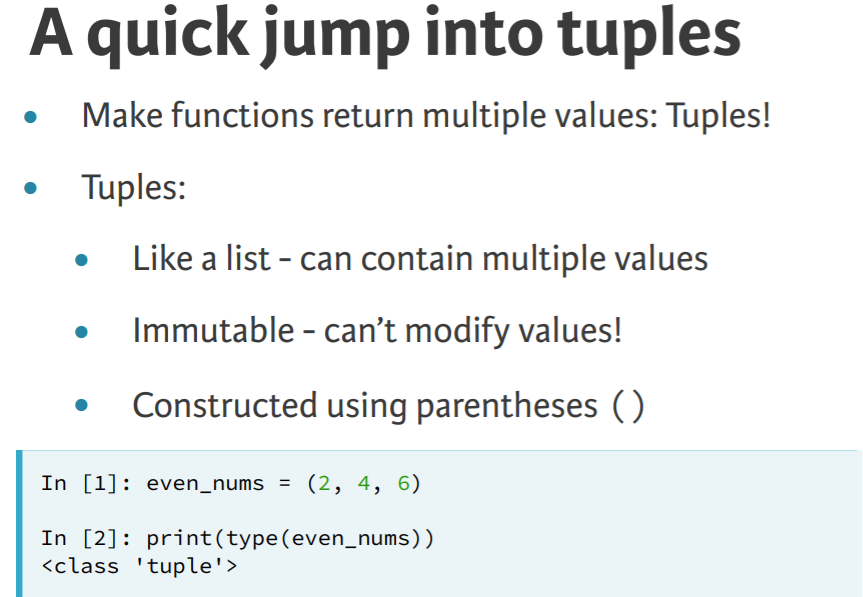 A quick jump into tuples
• Make functions return multiple values: Tuples!
• Tuples:
• Like a list - can contain multiple values
• Immutable - can’t modify values!
• Constructed using parentheses ()
In [1]: even_nums = (2, 4, 6)
In [2]: print(type(even_nums))
<class 'tuple'>